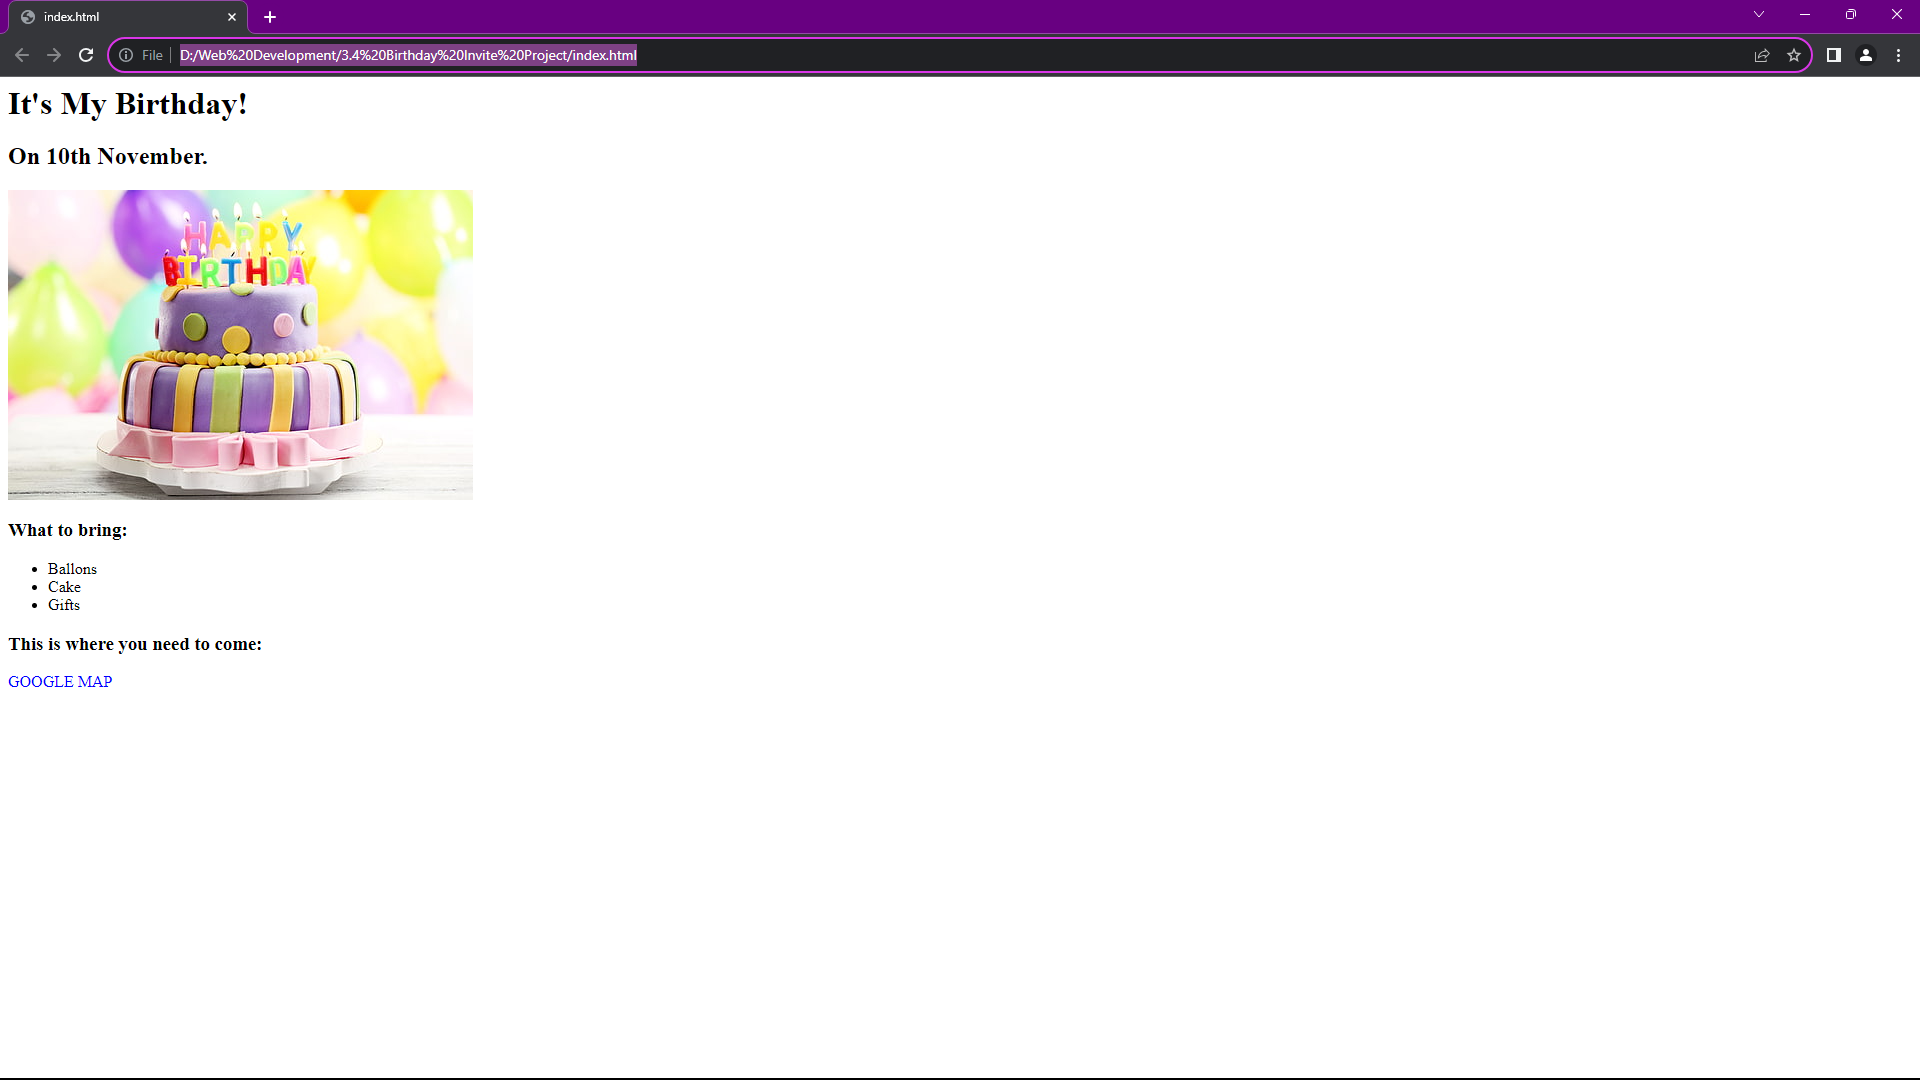 index.html
File
D:/Web%20Development/3.4%20Birthday%20Invite%20Project/index.html
It's My Birthday!
On 10th November.
HAPPY
BIRTHDAY
What to bring:
Ballons
Cake
Gifts
This is where you need to come:
GOOGLE MAP